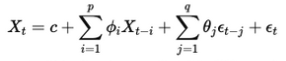 $X_t = c + \sum_{i=1}^{p} \phi_i X_{t-i} + \sum_{j=1}^{q} \theta_j \epsilon_{t-j} + \epsilon_t$